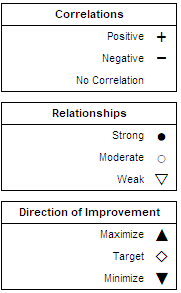 Correlations
Positive +
Negative −
No Correlation
Relationships
Strong ●
Moderate ○
Weak ▽
Direction of Improvement
Maximize ▲
Target ◇
Minimize ▼